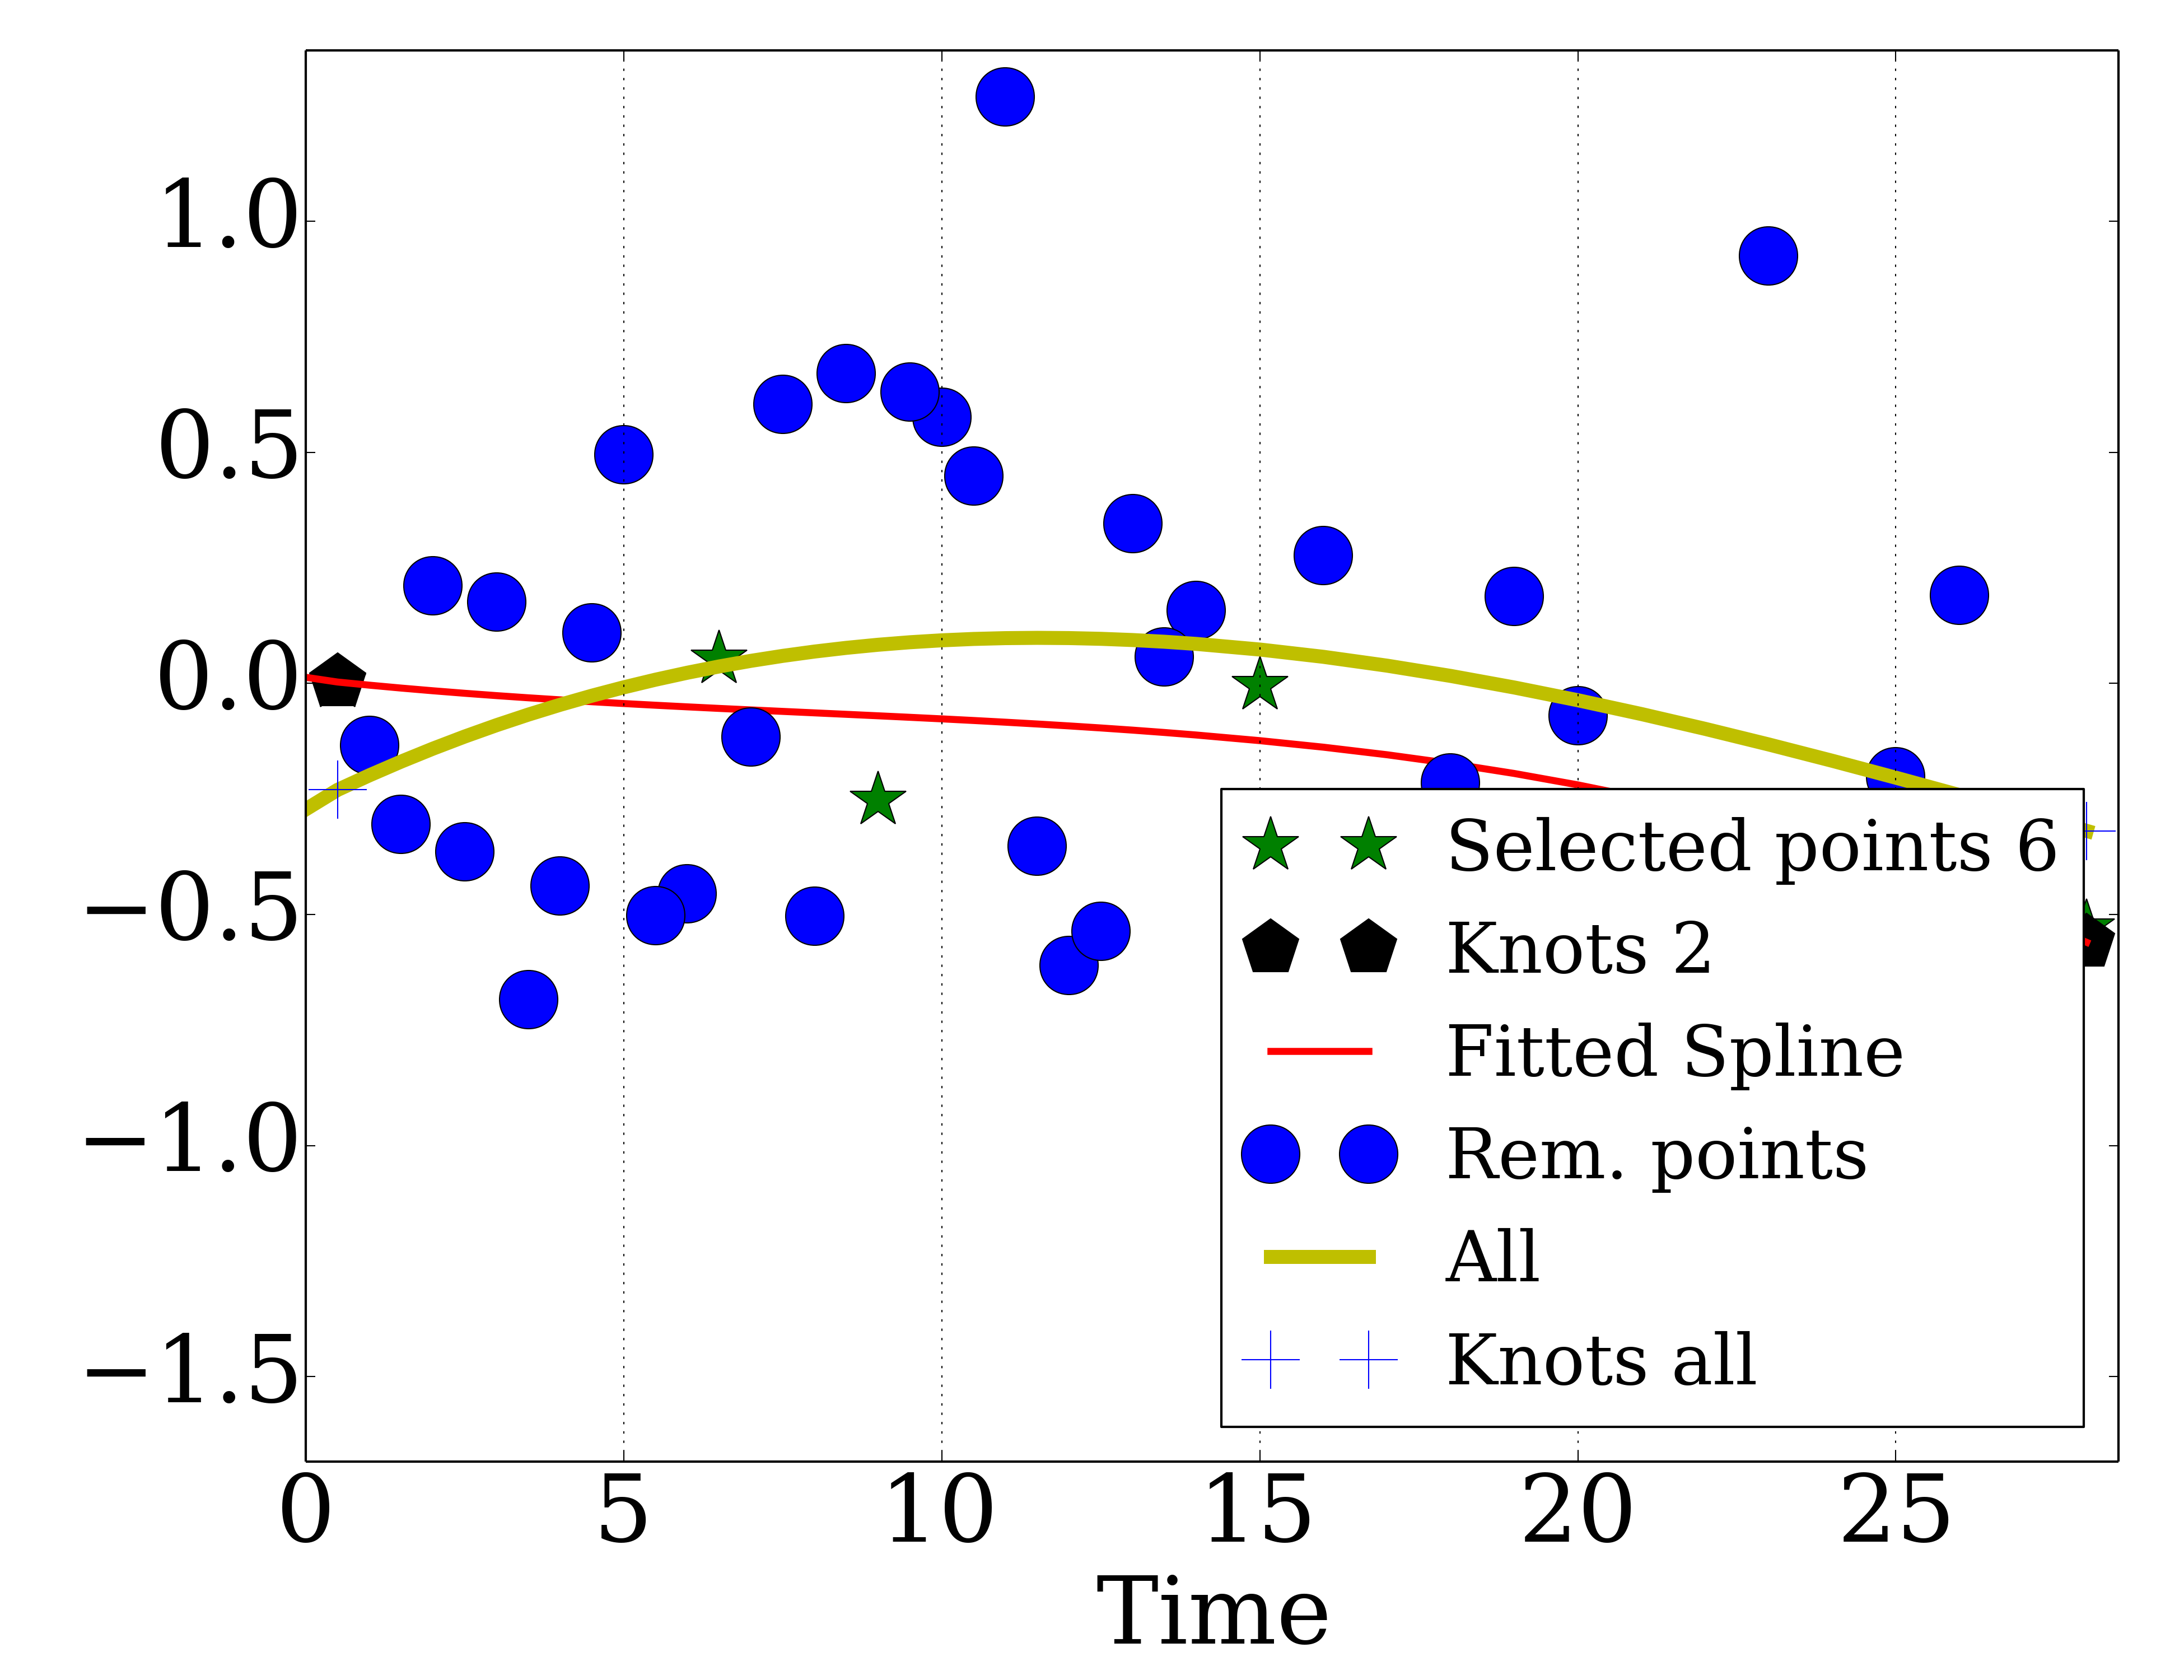 1.0
0.5
0.0
−0.5
−1.0
−1.5
0 5 10 15 20 25
Time
Selected points 6
Knots 2
Fitted Spline
Rem. points
All
Knots all